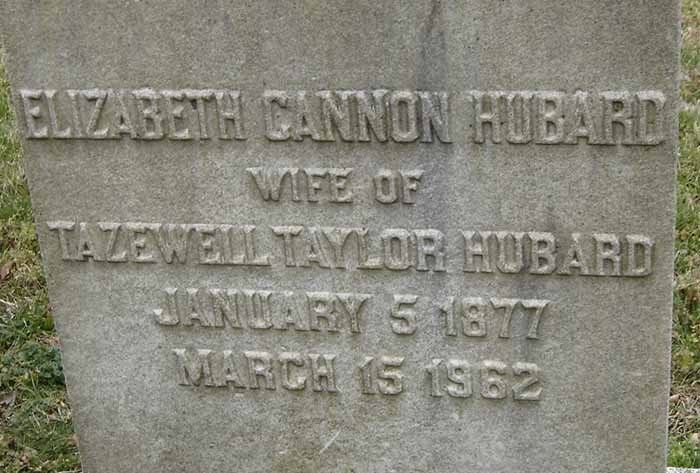 ELIZABETH CANNON HUBARD
WIFE OF
TAZEWELL TAYLOR HUBARD
JANUARY 5 1877
MARCH 15 1962